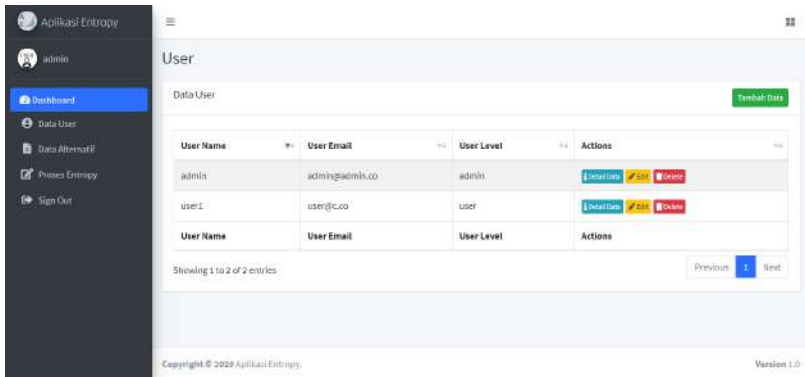 Aplikasi Entropy
admin
Dashboard
Data User
Data Alternatif
Proses Entropy
Sign Out
User
Data User
Tambah Data
User Name User Email User Level Actions
admin admin@admin.co admin Detail Data Edit Delete
user1 user@c.co user Detail Data Edit Delete
User Name User Email User Level Actions
Showing 1 to 2 of 2 entries
Previous 1 Next
Copyright © 2020 Aplikasi Entropy.
Version 1.0